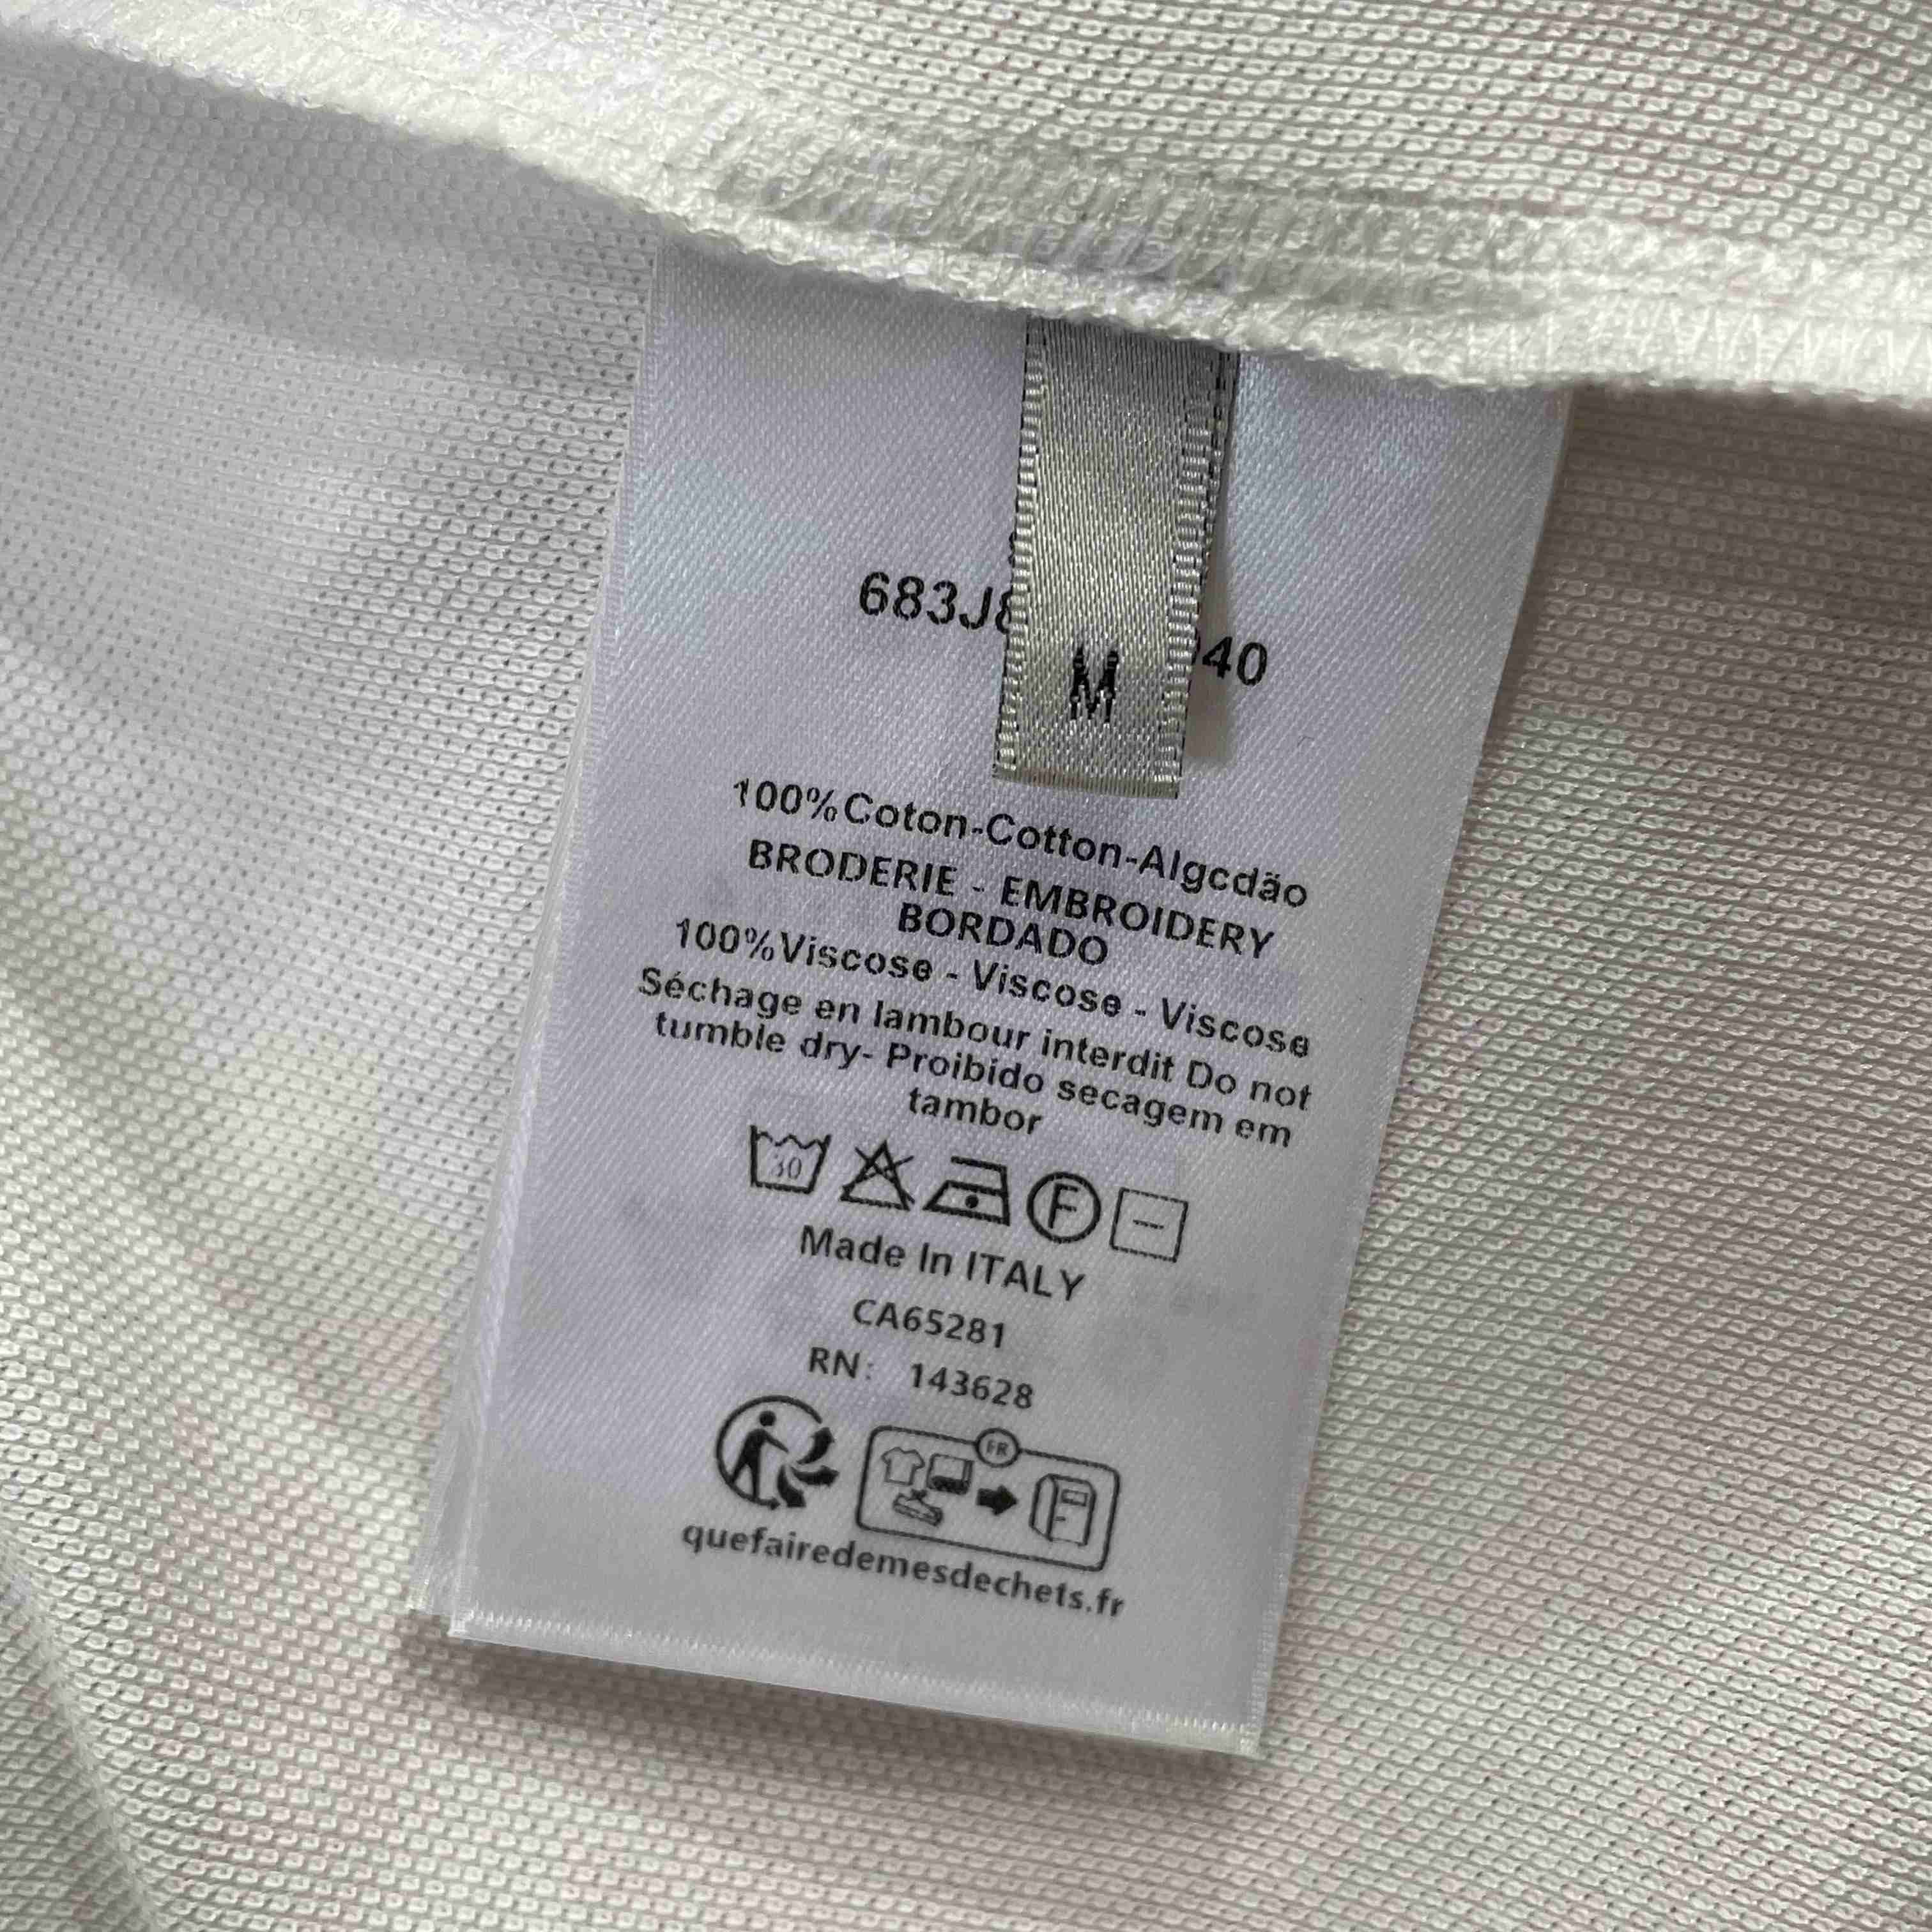 683J8
40
M
100%Coton-Cotton-Algcdão
BRODERIE - EMBROIDERY
BORDADO
100%Viscose - Viscose - Viscose
Séchage en lambour interdit Do not
tumble dry- Proibido secagem em
tambor
30
F
Made In ITALY
CA65281
RN: 143628
FR
quefairedemesdechets.fr